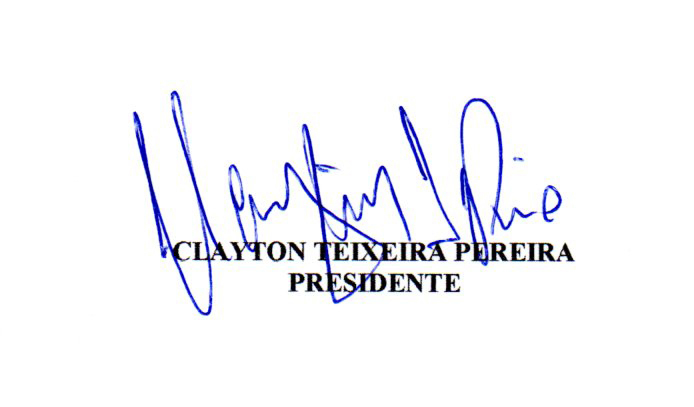 CLAYTON TEIXEIRA PEREIRA
PRESIDENTE